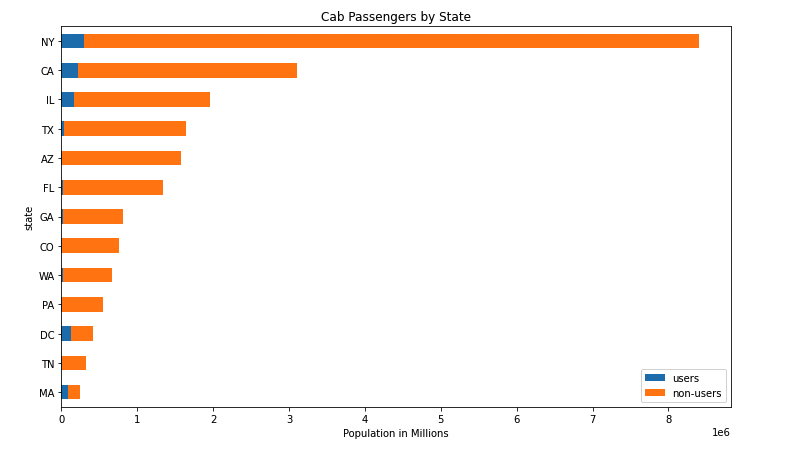 Cab Passengers by State
state
NY
CA
IL
TX
AZ
FL
GA
CO
WA
PA
DC
TN
MA
users
non-users
0 1 2 3 4 5 6 7 8
1e6
Population in Millions